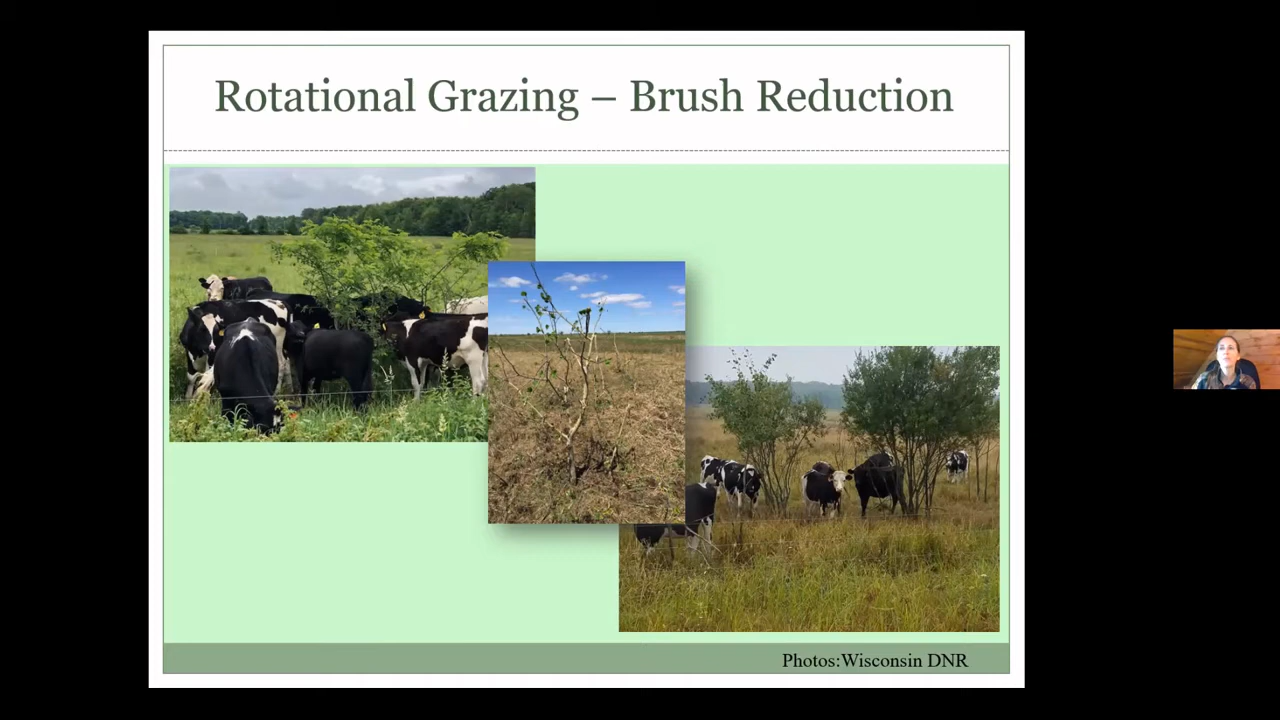 Rotational Grazing – Brush Reduction
Photos:Wisconsin DNR